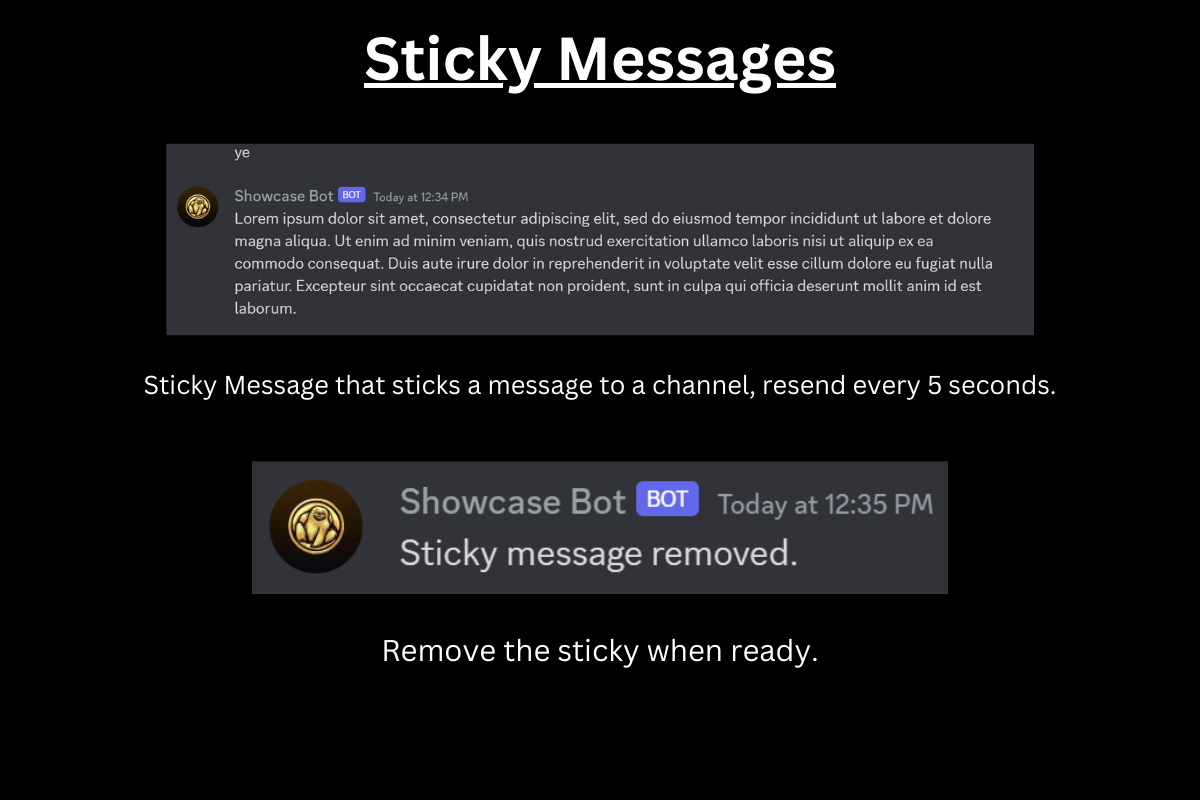 Sticky Messages
ye
Showcase Bot BOT Today at 12:34 PM
Lorem ipsum dolor sit amet, consectetur adipiscing elit, sed do eiusmod tempor incididunt ut labore et dolore
magna aliqua. Ut enim ad minim veniam, quis nostrud exercitation ullamco laboris nisi ut aliquip ex ea
commodo consequat. Duis aute irure dolor in reprehenderit in voluptate velit esse cillum dolore eu fugiat nulla
pariatur. Excepteur sint occaecat cupidatat non proident, sunt in culpa qui officia deserunt mollit anim id est
laborum.
Sticky Message that sticks a message to a channel, resend every 5 seconds.
Showcase Bot BOT Today at 12:35 PM
Sticky message removed.
Remove the sticky when ready.